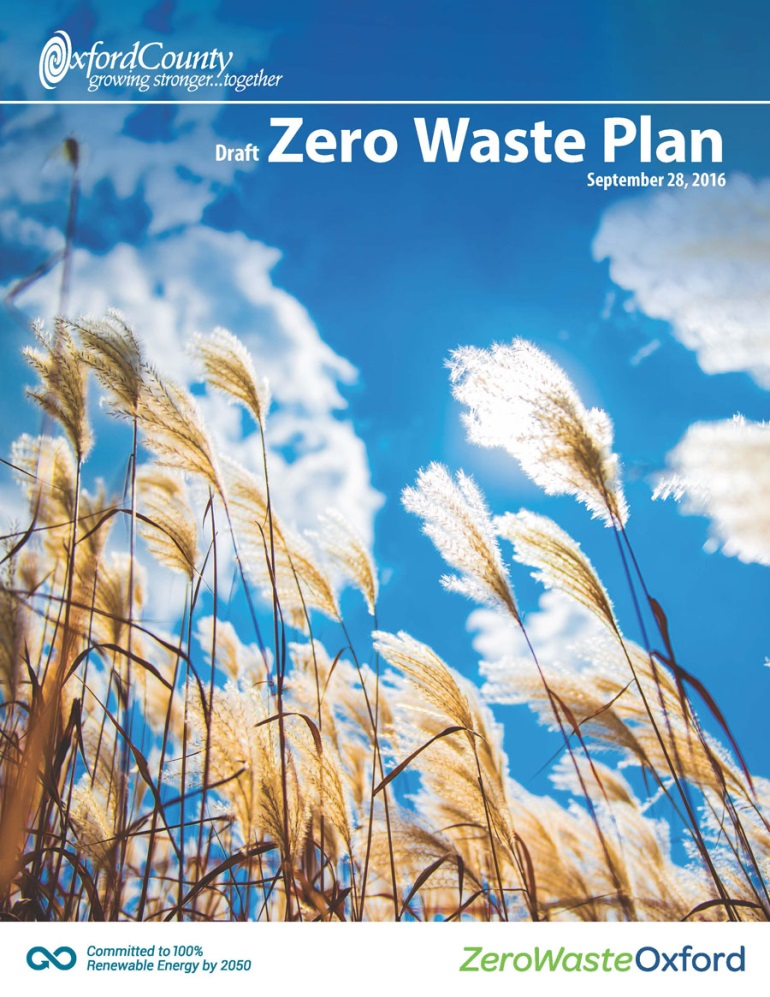 OxfordCounty
growing stronger...together
Draft Zero Waste Plan
September 28, 2016
Committed to 100%
Renewable Energy by 2050
ZeroWasteOxford